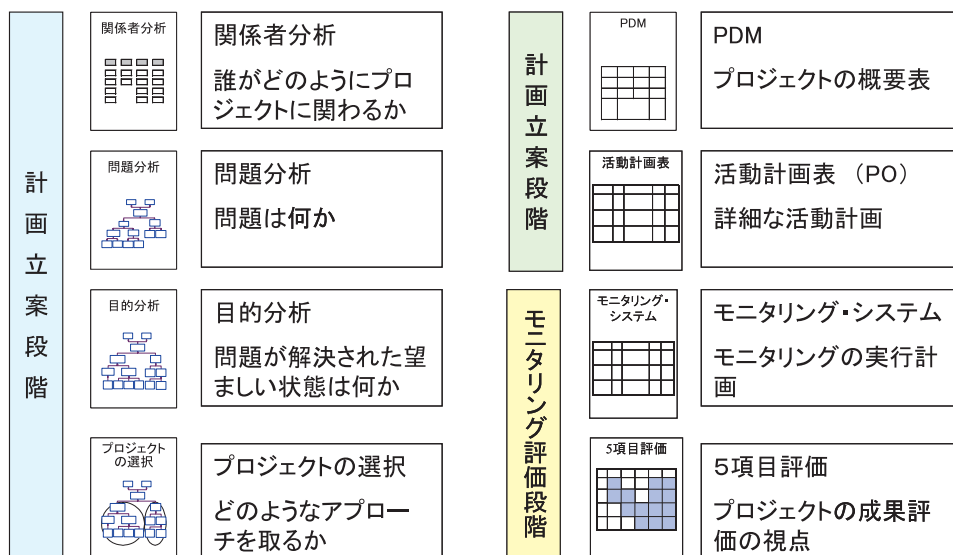 計画立案段階
関係者分析
関係者分析
誰がどのようにプロ
ジェクトに関わるか
問題分析
問題分析
問題は何か
目的分析
目的分析
問題が解決された望
ましい状態は何か
プロジェクト
の選択
プロジェクトの選択
どのようなアプロー
チを取るか
計画立案段階
PDM
PDM
プロジェクトの概要表
活動計画表
活動計画表 （PO）
詳細な活動計画
モニタリング評価段階
モニタリング・
システム
モニタリング・システム
モニタリングの実行計
画
5項目評価
５項目評価
プロジェクトの成果評
価の視点